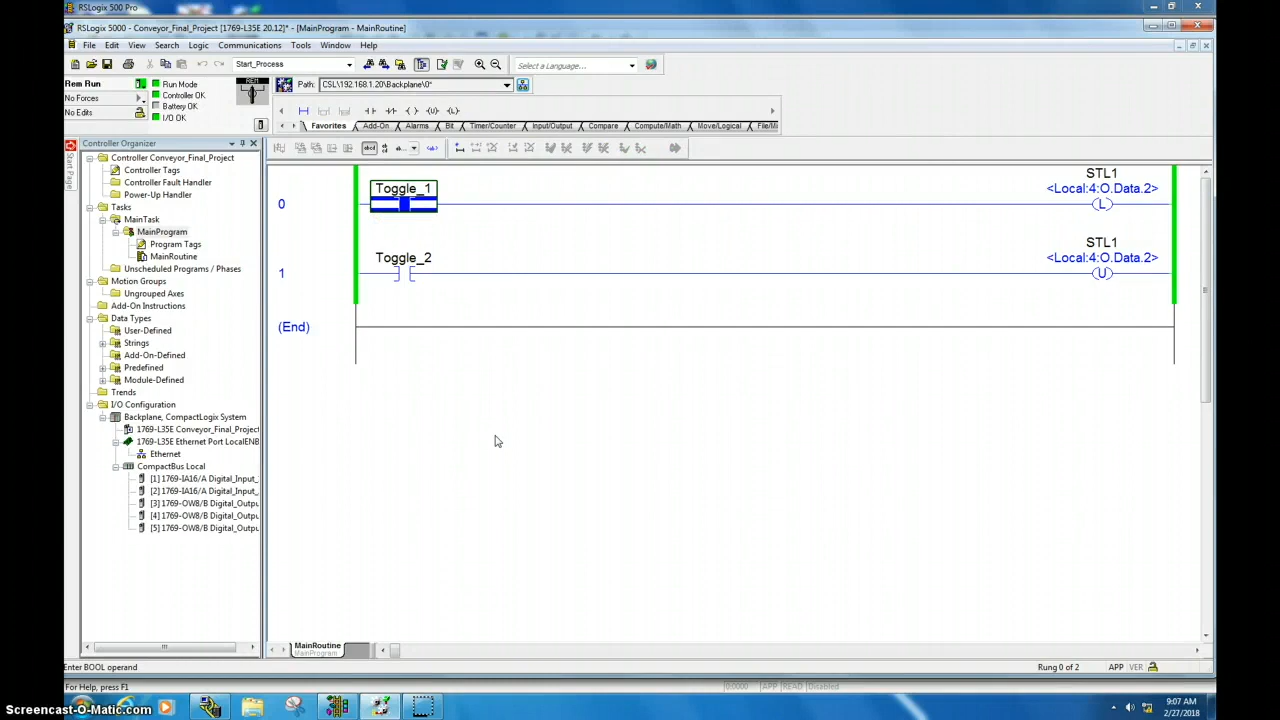 RSLogix 500 Pro
RSLogix 5000 - Conveyor_Final_Project [1769-L35E 20.12]* - [MainProgram - MainRoutine]
File Edit View Search Logic Communications Tools Window Help
Start_Process
Select a Language...
Rem Run
No Forces
No Edits
Run Mode
Controller OK
Battery OK
I/O OK
REM
Path: CSL\192.168.1.20\Backplane\0*
Favorites Add-On Alarms Bit Timer/Counter Input/Output Compare Compute/Math Move/Logical File/Mi
Start Page
Controller Organizer
Controller Conveyor_Final_Project
Controller Tags
Controller Fault Handler
Power-Up Handler
Tasks
MainTask
MainProgram
Program Tags
MainRoutine
Unscheduled Programs / Phases
Motion Groups
Ungrouped Axes
Add-On Instructions
Data Types
User-Defined
Strings
Add-On-Defined
Predefined
Module-Defined
Trends
I/O Configuration
Backplane, CompactLogix System
1769-L35E Conveyor_Final_Project
1769-L35E Ethernet Port LocalENB
Ethernet
CompactBus Local
[1] 1769-IA16/A Digital_Input_
[2] 1769-IA16/A Digital_Input_
[3] 1769-OW8/B Digital_Outpu
[4] 1769-OW8/B Digital_Outpu
[5] 1769-OW8/B Digital_Outpu
0
Toggle_1
STL1
<Local:4:O.Data.2>
L
1
Toggle_2
STL1
<Local:4:O.Data.2>
U
(End)
MainRoutine
MainProgram
Enter BOOL operand
Rung 0 of 2
APP VER
For Help, press F1
0:0000 APP READ Disabled
9:07 AM
2/27/2018
Screencast-O-Matic.com